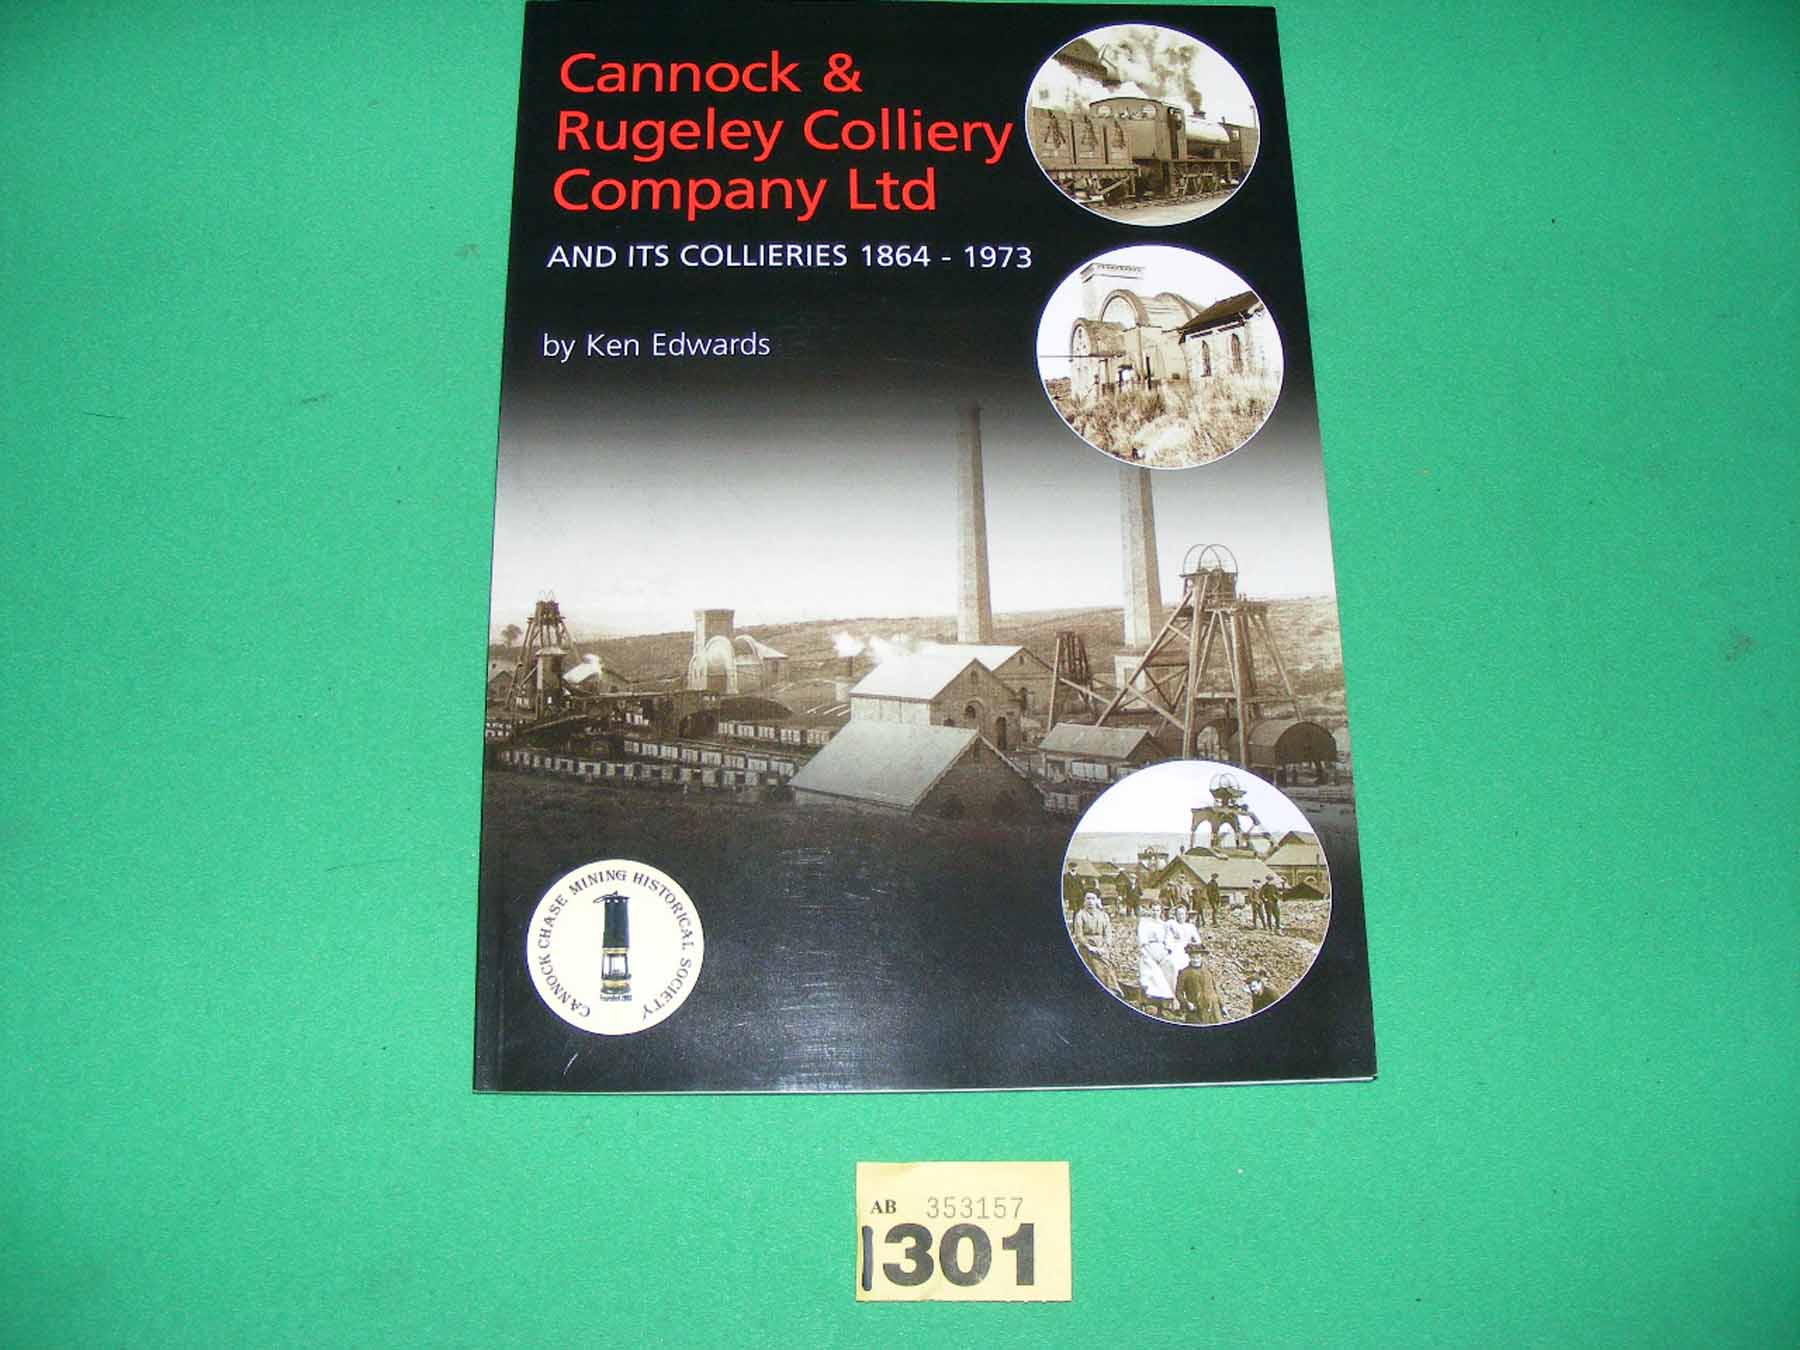 Cannock &
Rugeley Colliery
Company Ltd
AND ITS COLLIERIES 1864 - 1973
by Ken Edwards
CANNOCK CHASE MINING HISTORICAL SOCIETY
AB 353157
1301